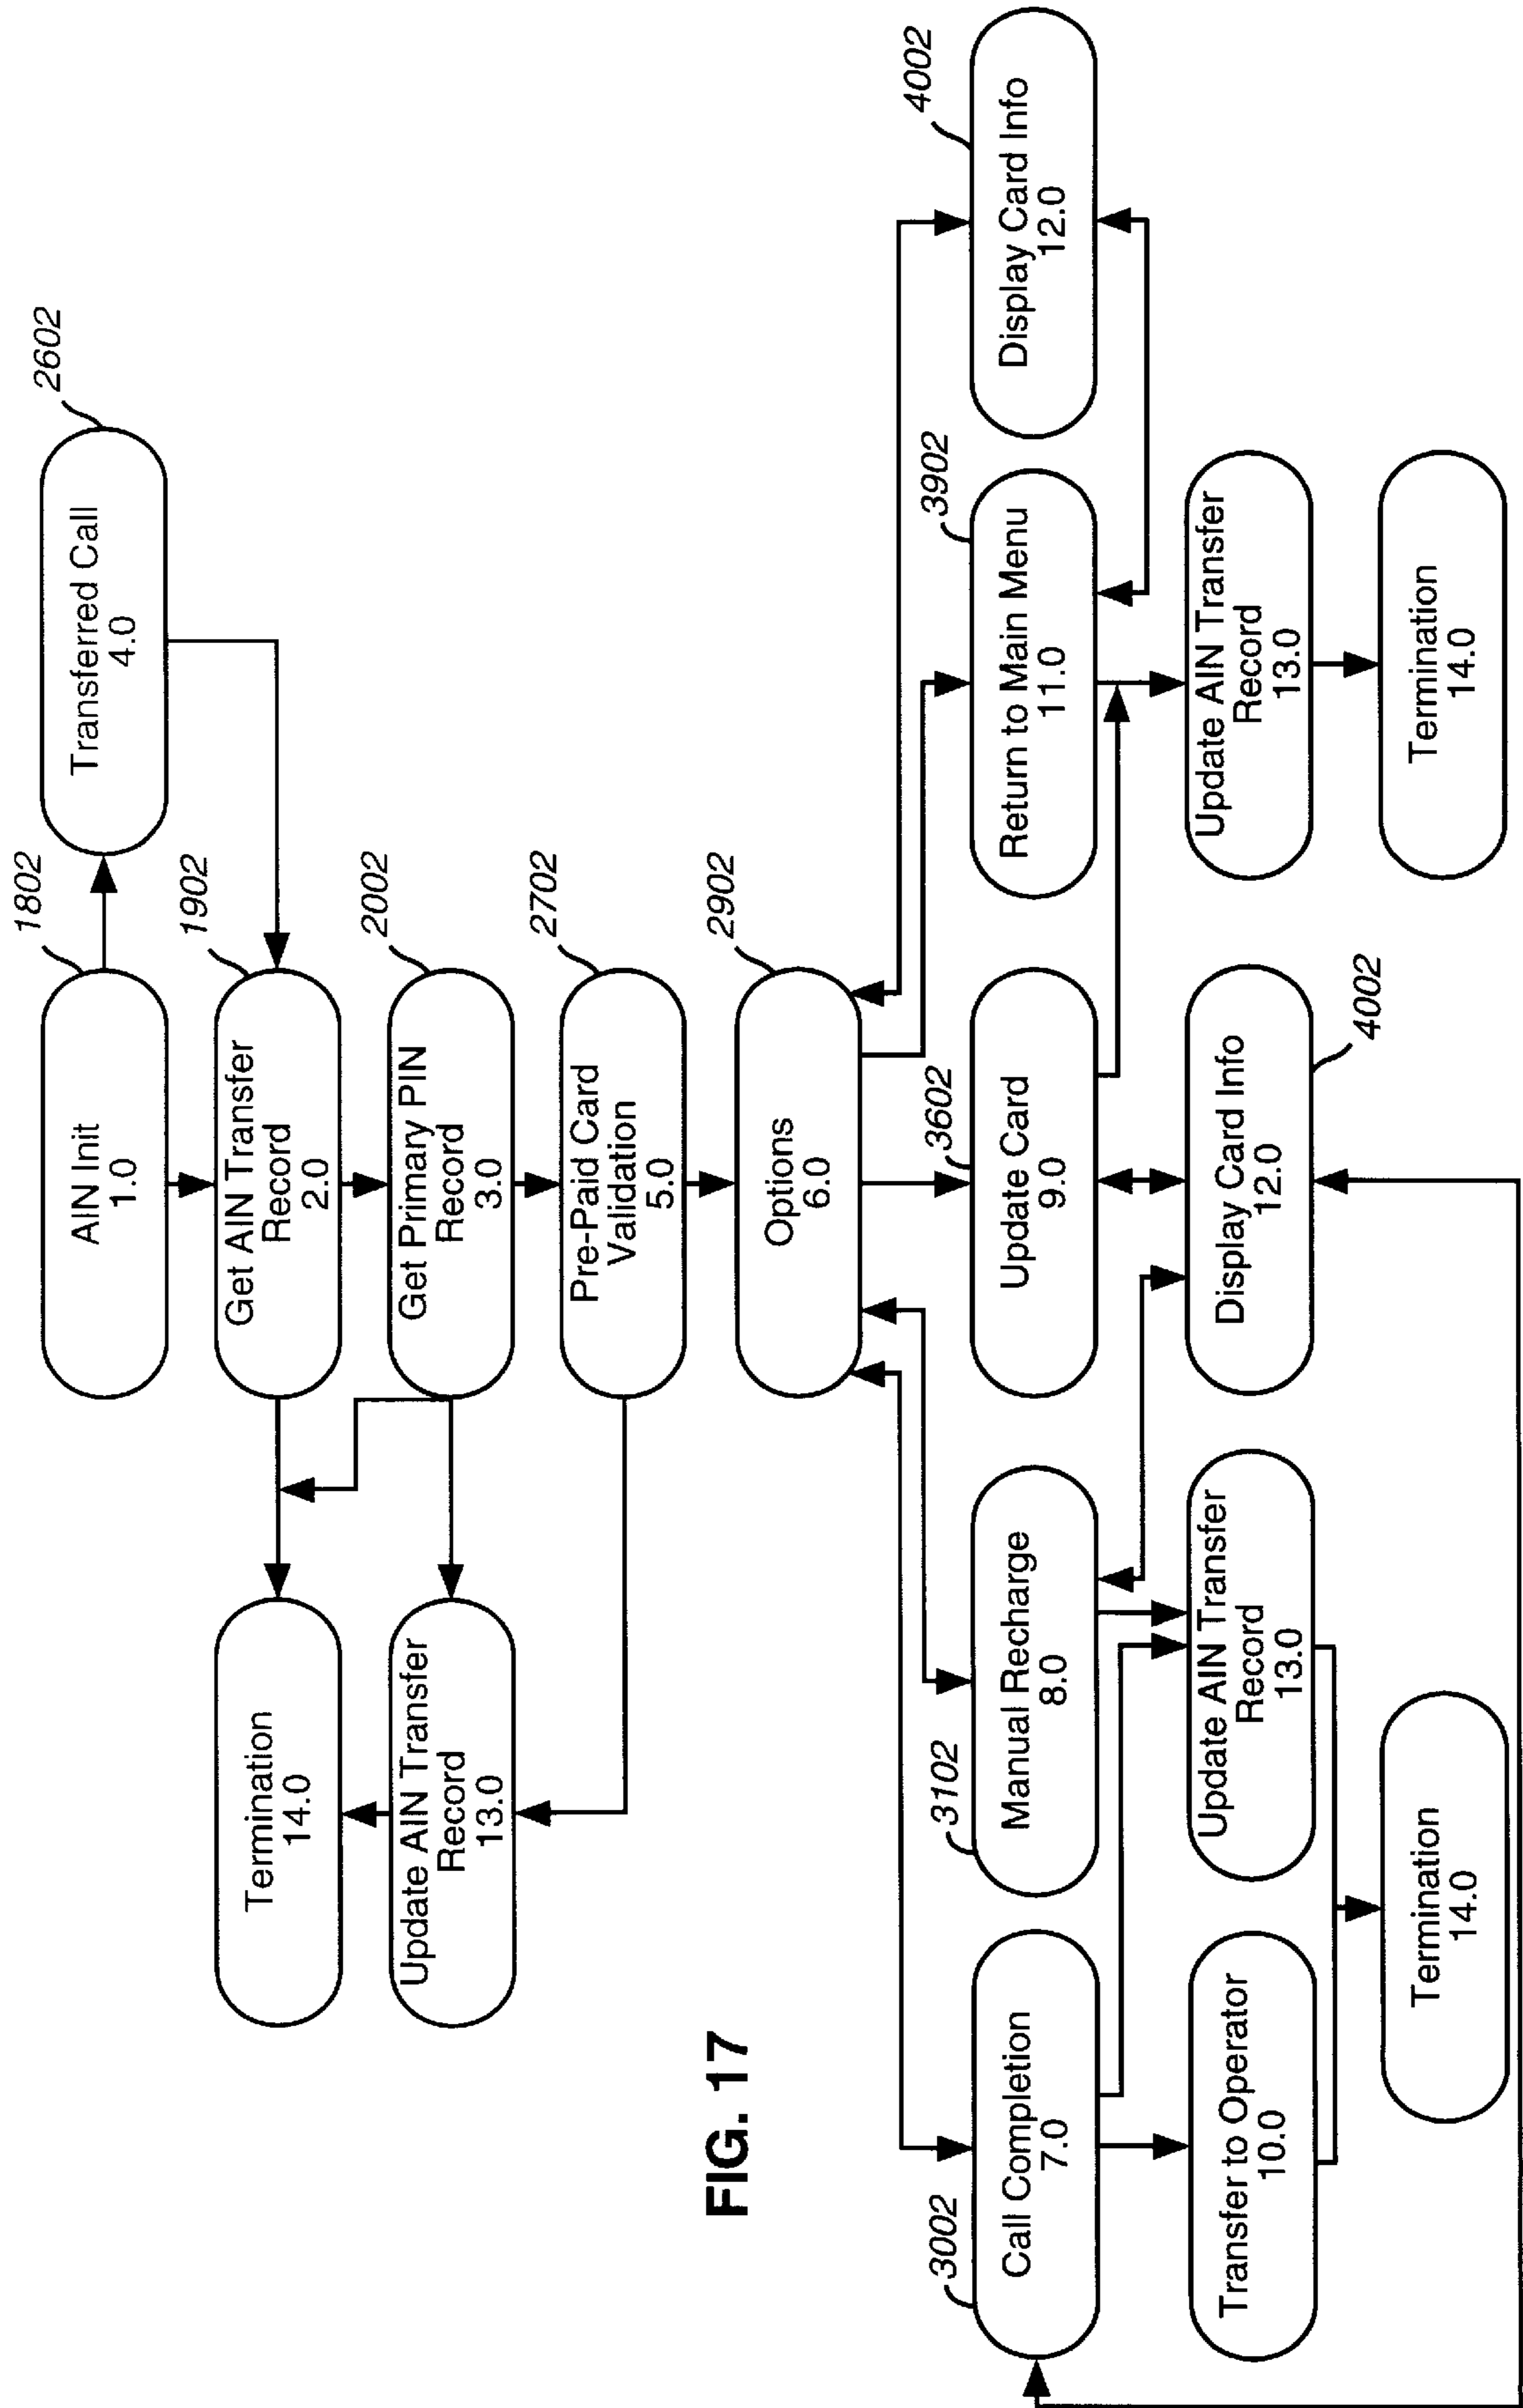 1802
AIN Init
1.0
2602
Transferred Call
4.0
1902
Get AIN Transfer
Record
2.0
Termination
14.0
2002
Get Primary PIN
Record
3.0
Update AIN Transfer
Record
13.0
2702
Pre-Paid Card
Validation
5.0
FIG. 17
2902
Options
6.0
3002
Call Completion
7.0
3102
Manual Recharge
8.0
3602
Update Card
9.0
3902
Return to Main Menu
11.0
4002
Display Card Info
12.0
Transfer to Operator
10.0
Update AIN Transfer
Record
13.0
Display Card Info
12.0
4002
Update AIN Transfer
Record
13.0
Termination
14.0
Termination
14.0